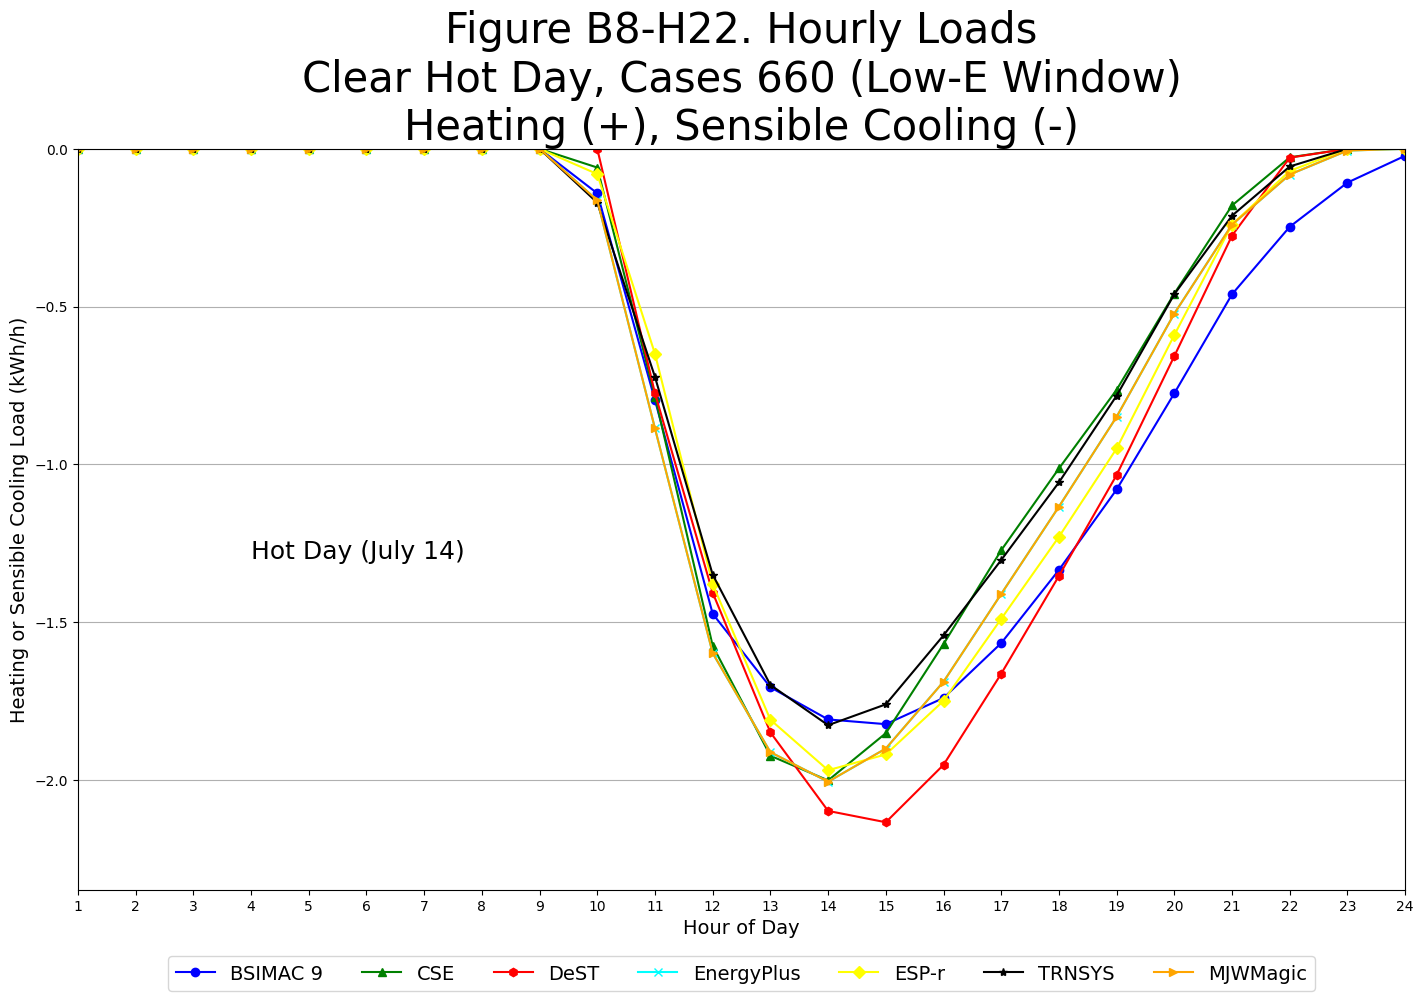 Figure B8-H22. Hourly Loads
Clear Hot Day, Cases 660 (Low-E Window)
Heating (+), Sensible Cooling (-)
0.0
−0.5
−1.0
−1.5
−2.0
Heating or Sensible Cooling Load (kWh/h)
Hot Day (July 14)
1 2 3 4 5 6 7 8 9 10 11 12 13 14 15 16 17 18 19 20 21 22 23 24
Hour of Day
BSIMAC 9 CSE DeST EnergyPlus ESP-r TRNSYS MJWMagic